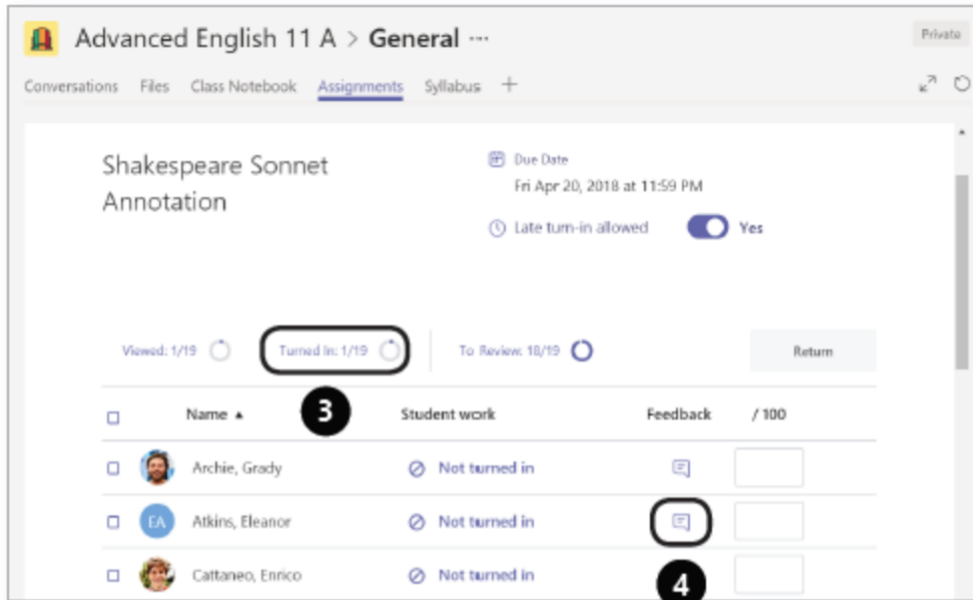 Advanced English 11 A > General ···
Private
Conversations Files Class Notebook Assignments Syllabus +
Shakespeare Sonnet
Annotation
Due Date
Fri Apr 20, 2018 at 11:59 PM
Late turn-in allowed Yes
Viewed: 1/19 Turned In: 1/19 To Review: 18/19 Return
3
Name ▲ Student work Feedback / 100
Archie, Grady Not turned in
EA Atkins, Eleanor Not turned in
Cattaneo, Enrico Not turned in
4